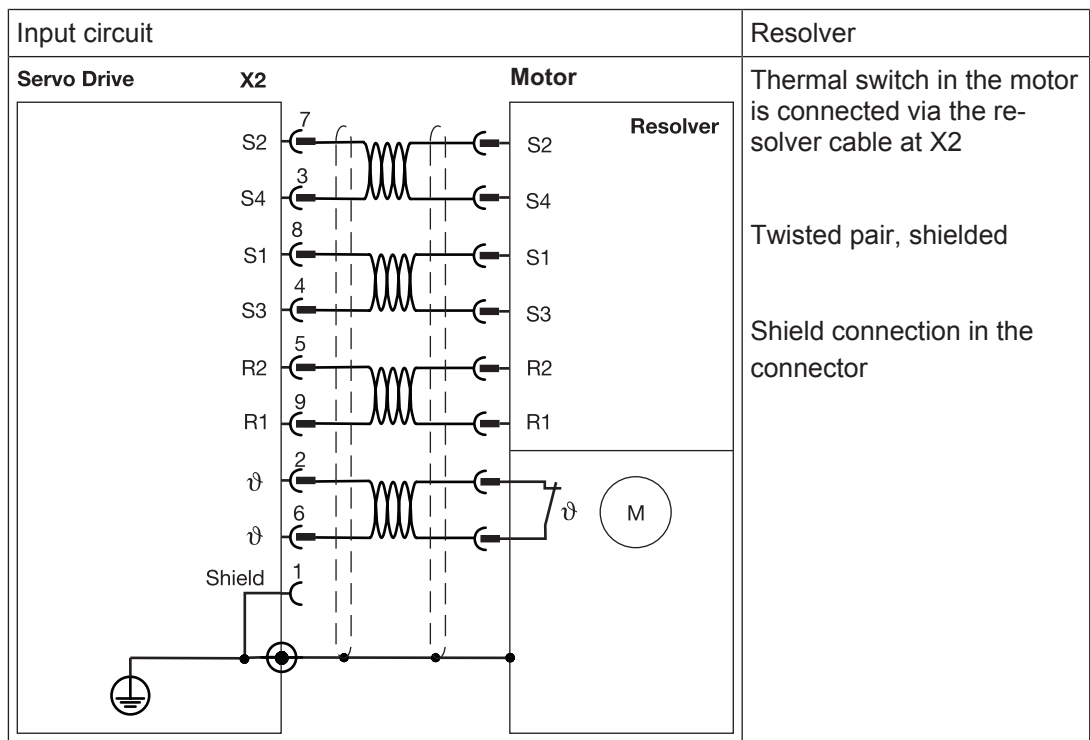 Input circuit
Resolver
Servo Drive X2 Motor
Thermal switch in the motor
is connected via the re-
solver cable at X2
Resolver
S2 7 S2
S4 3 S4
S1 8 S1
Twisted pair, shielded
S3 4 S3
Shield connection in the
connector
R2 5 R2
R1 9 R1
ϑ 2
ϑ M
ϑ 6
Shield 1